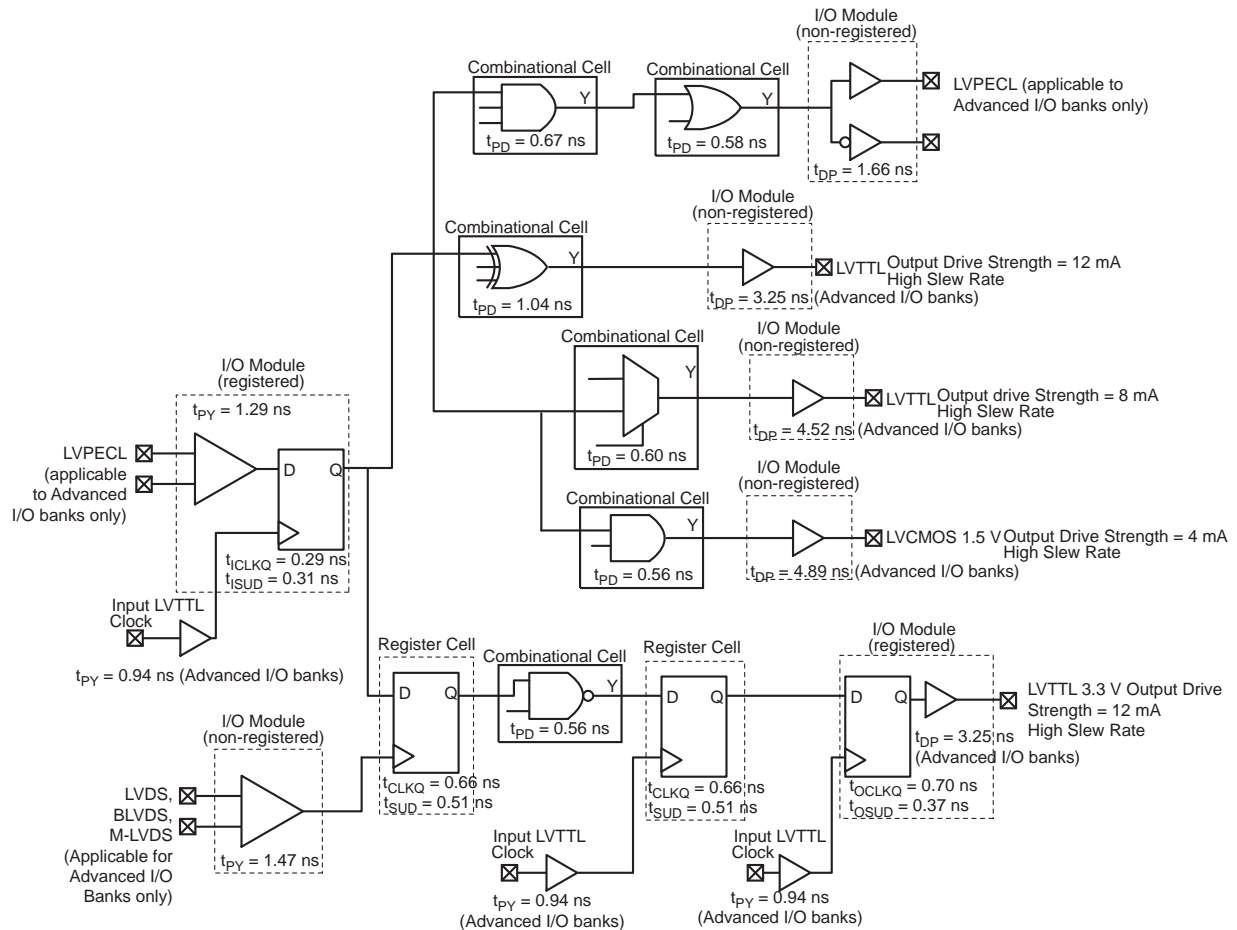 I/O Module
(non-registered)
Combinational Cell
Y
tPD = 0.67 ns
Combinational Cell
Y
tPD = 0.58 ns
LVPECL (applicable to
Advanced I/O banks only)
tDP = 1.66 ns
I/O Module
(non-registered)
Combinational Cell
Y
tPD = 1.04 ns
LVTTL Output Drive Strength = 12 mA
High Slew Rate
tDP = 3.25 ns (Advanced I/O banks)
I/O Module
(non-registered)
Combinational Cell
Y
tPD = 0.60 ns
LVTTL Output drive Strength = 8 mA
High Slew Rate
tDP = 4.52 ns (Advanced I/O banks)
I/O Module
(registered)
tPY = 1.29 ns
LVPECL
(applicable
to Advanced
I/O banks only)
D
Q
tICLKQ = 0.29 ns
tISUD = 0.31 ns
Input LVTTL
Clock
tPY = 0.94 ns (Advanced I/O banks)
I/O Module
(non-registered)
Combinational Cell
Y
tPD = 0.56 ns
LVCMOS 1.5 V Output Drive Strength = 4 mA
High Slew Rate
tDP = 4.89 ns (Advanced I/O banks)
I/O Module
(non-registered)
LVDS,
BLVDS,
M-LVDS
(Applicable for
Advanced I/O
Banks only)
tPY = 1.47 ns
Register Cell
D
Q
tCLKQ = 0.66 ns
tSUD = 0.51 ns
Combinational Cell
Y
tPD = 0.56 ns
Register Cell
D
Q
tCLKQ = 0.66 ns
tSUD = 0.51 ns
Input LVTTL
Clock
tPY = 0.94 ns
(Advanced I/O banks)
I/O Module
(registered)
D
Q
LVTTL 3.3 V Output Drive
Strength = 12 mA
High Slew Rate
tDP = 3.25 ns
(Advanced I/O banks)
tOCLKQ = 0.70 ns
tOSUD = 0.37 ns
Input LVTTL
Clock
tPY = 0.94 ns
(Advanced I/O banks)